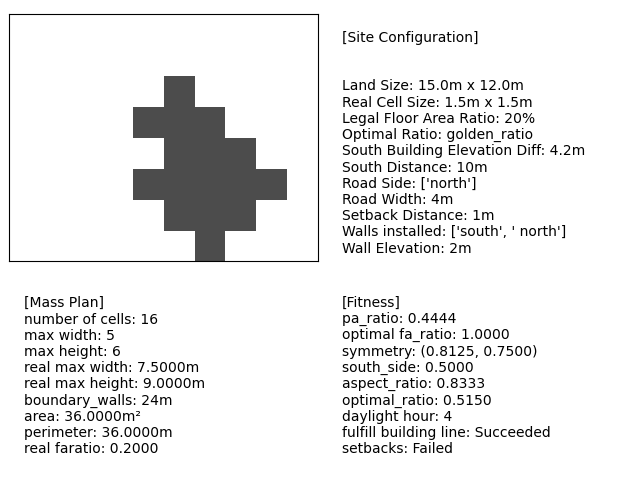 [Site Configuration]
Land Size: 15.0m x 12.0m
Real Cell Size: 1.5m x 1.5m
Legal Floor Area Ratio: 20%
Optimal Ratio: golden_ratio
South Building Elevation Diff: 4.2m
South Distance: 10m
Road Side: ['north']
Road Width: 4m
Setback Distance: 1m
Walls installed: ['south', ' north']
Wall Elevation: 2m
[Mass Plan]
number of cells: 16
max width: 5
max height: 6
real max width: 7.5000m
real max height: 9.0000m
boundary_walls: 24m
area: 36.0000m²
perimeter: 36.0000m
real faratio: 0.2000
[Fitness]
pa_ratio: 0.4444
optimal fa_ratio: 1.0000
symmetry: (0.8125, 0.7500)
south_side: 0.5000
aspect_ratio: 0.8333
optimal_ratio: 0.5150
daylight hour: 4
fulfill building line: Succeeded
setbacks: Failed